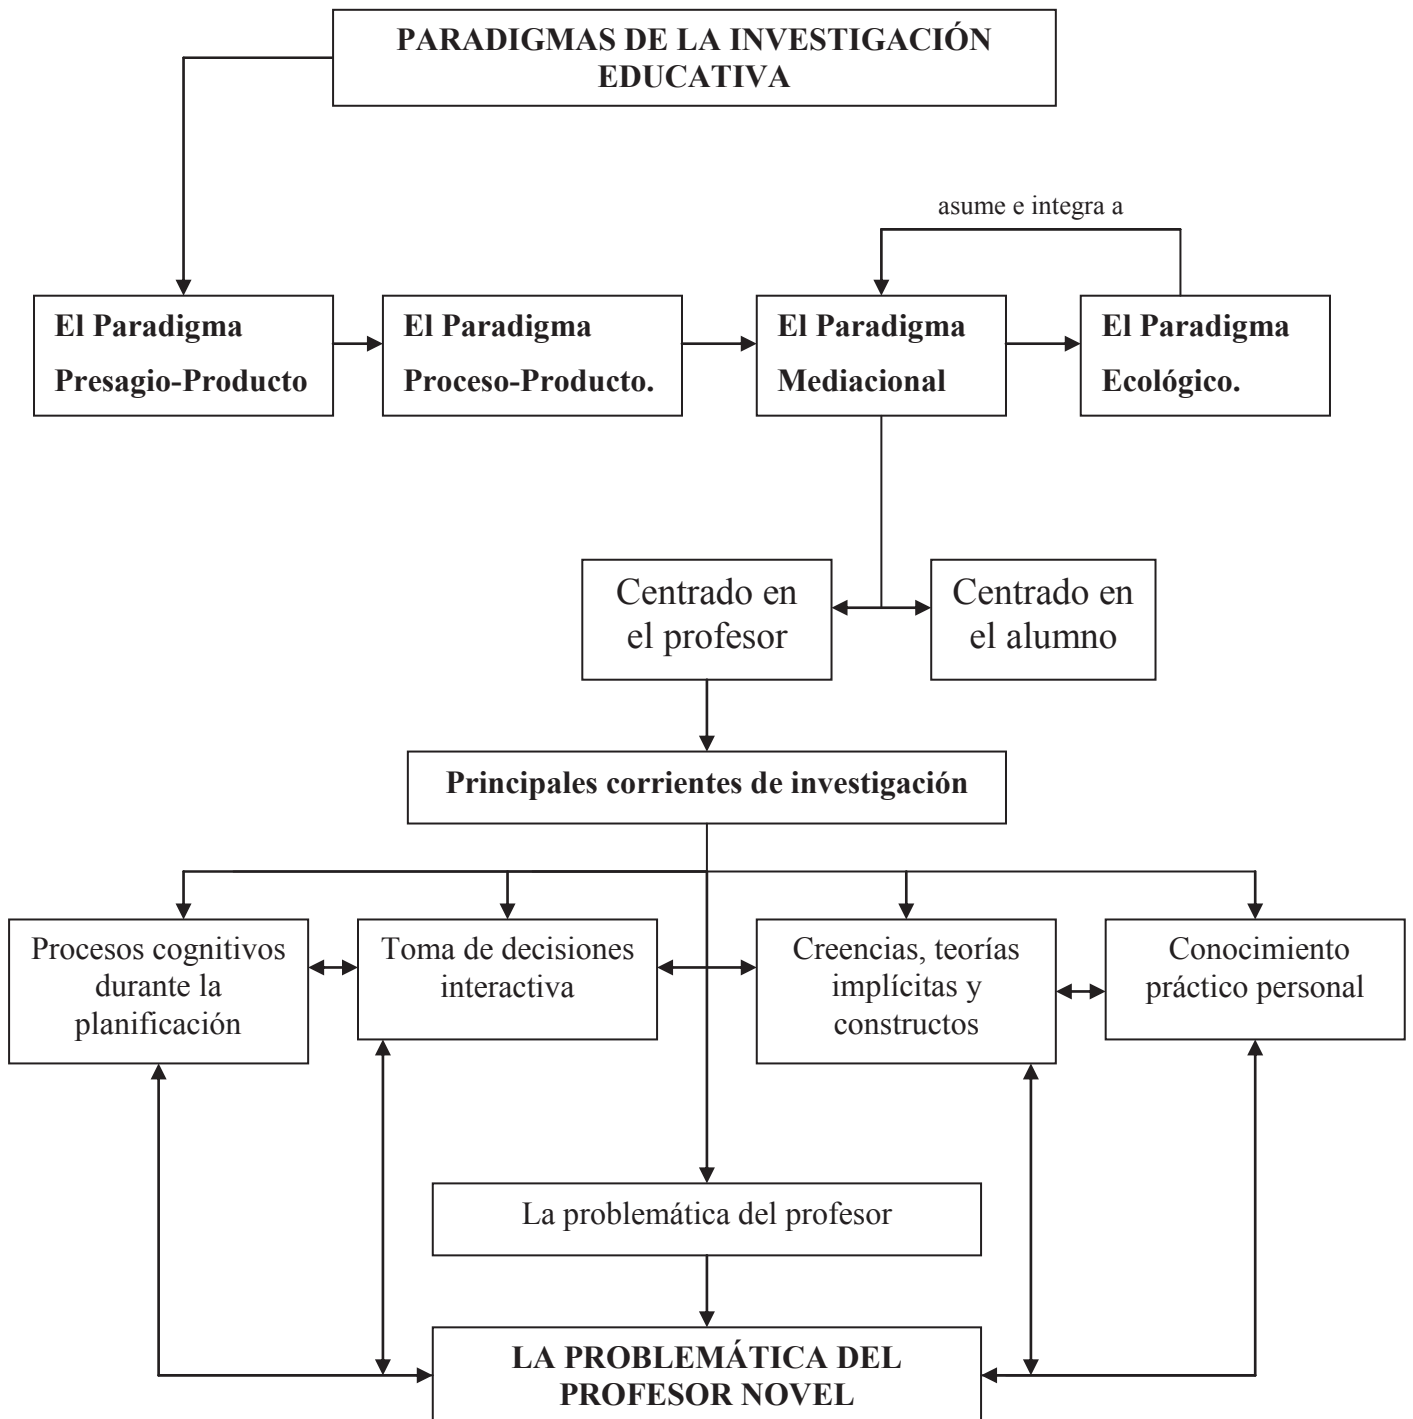 PARADIGMAS DE LA INVESTIGACIÓN
EDUCATIVA
asume e integra a
El Paradigma
Presagio-Producto
El Paradigma
Proceso-Producto.
El Paradigma
Mediacional
El Paradigma
Ecológico.
Centrado en
el profesor
Centrado en
el alumno
Principales corrientes de investigación
Procesos cognitivos
durante la
planificación
Toma de decisiones
interactiva
Creencias, teorías
implícitas y
constructos
Conocimiento
práctico personal
La problemática del profesor
LA PROBLEMÁTICA DEL
PROFESOR NOVEL